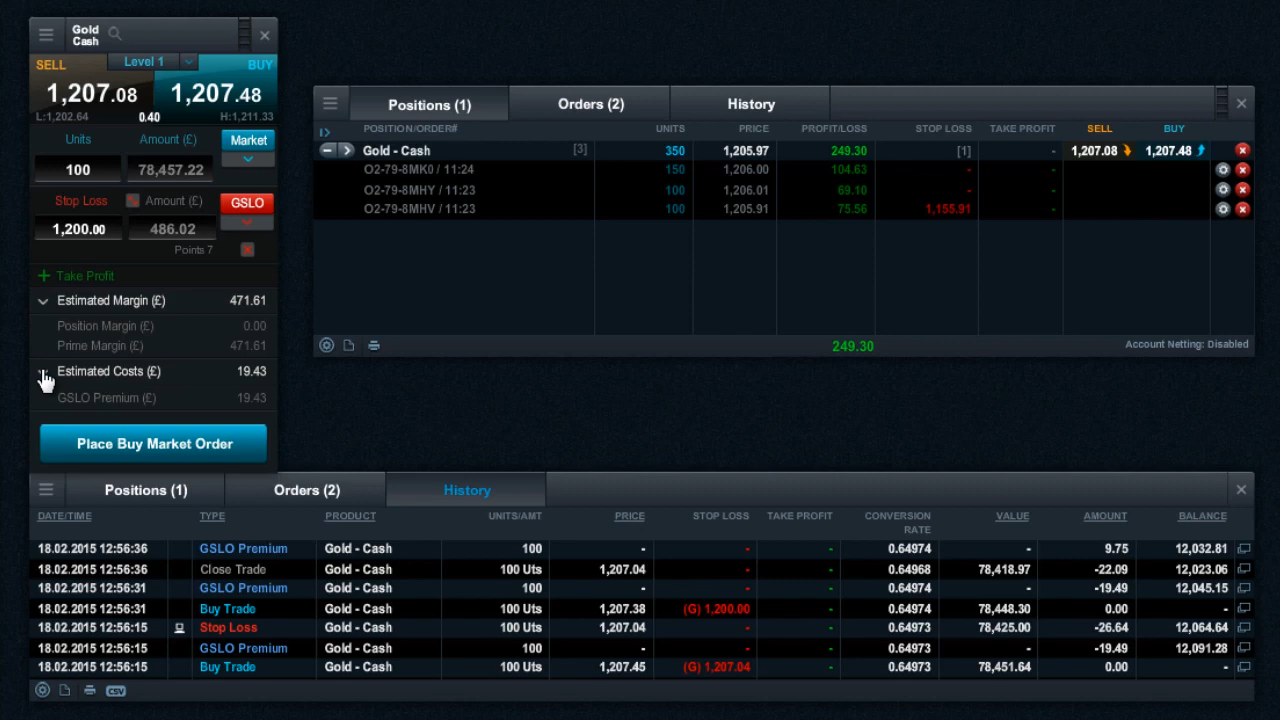 Gold
Cash
SELL Level 1 BUY
1,207.08 1,207.48
L:1,202.64 0.40 H:1,211.33
Units Amount (£) Market
100 78,457.22
Stop Loss Amount (£) GSLO
1,200.00 486.02
Points 7
Take Profit
Estimated Margin (£) 471.61
Position Margin (£) 0.00
Prime Margin (£) 471.61
Estimated Costs (£) 19.43
GSLO Premium (£) 19.43
Place Buy Market Order
Positions (1) Orders (2) History
POSITION/ORDER# UNITS PRICE PROFIT/LOSS STOP LOSS TAKE PROFIT SELL BUY
Gold - Cash [3] 350 1,205.97 249.30 [1] - 1,207.08 1,207.48
O2-79-8MK0 / 11:24 150 1,206.00 104.63 - -
O2-79-8MHY / 11:23 100 1,206.01 69.10 - -
O2-79-8MHV / 11:23 100 1,205.91 75.56 1,155.91 -
249.30 Account Netting: Disabled
Positions (1) Orders (2) History
DATE/TIME TYPE PRODUCT UNITS/AMT PRICE STOP LOSS TAKE PROFIT CONVERSION RATE VALUE AMOUNT BALANCE
18.02.2015 12:56:36 GSLO Premium Gold - Cash 100 - - - 0.64974 - 9.75 12,032.81
18.02.2015 12:56:36 Close Trade Gold - Cash 100 Uts 1,207.04 - - 0.64968 78,418.97 -22.09 12,023.06
18.02.2015 12:56:31 GSLO Premium Gold - Cash 100 - - - 0.64974 - -19.49 12,045.15
18.02.2015 12:56:31 Buy Trade Gold - Cash 100 Uts 1,207.38 (G) 1,200.00 - 0.64974 78,448.30 0.00 -
18.02.2015 12:56:15 Stop Loss Gold - Cash 100 Uts 1,207.04 - - 0.64973 78,425.00 -26.64 12,064.64
18.02.2015 12:56:15 GSLO Premium Gold - Cash 100 - - - 0.64973 - -19.49 12,091.28
18.02.2015 12:56:15 Buy Trade Gold - Cash 100 Uts 1,207.45 (G) 1,207.04 - 0.64973 78,451.64 0.00 -
CSV